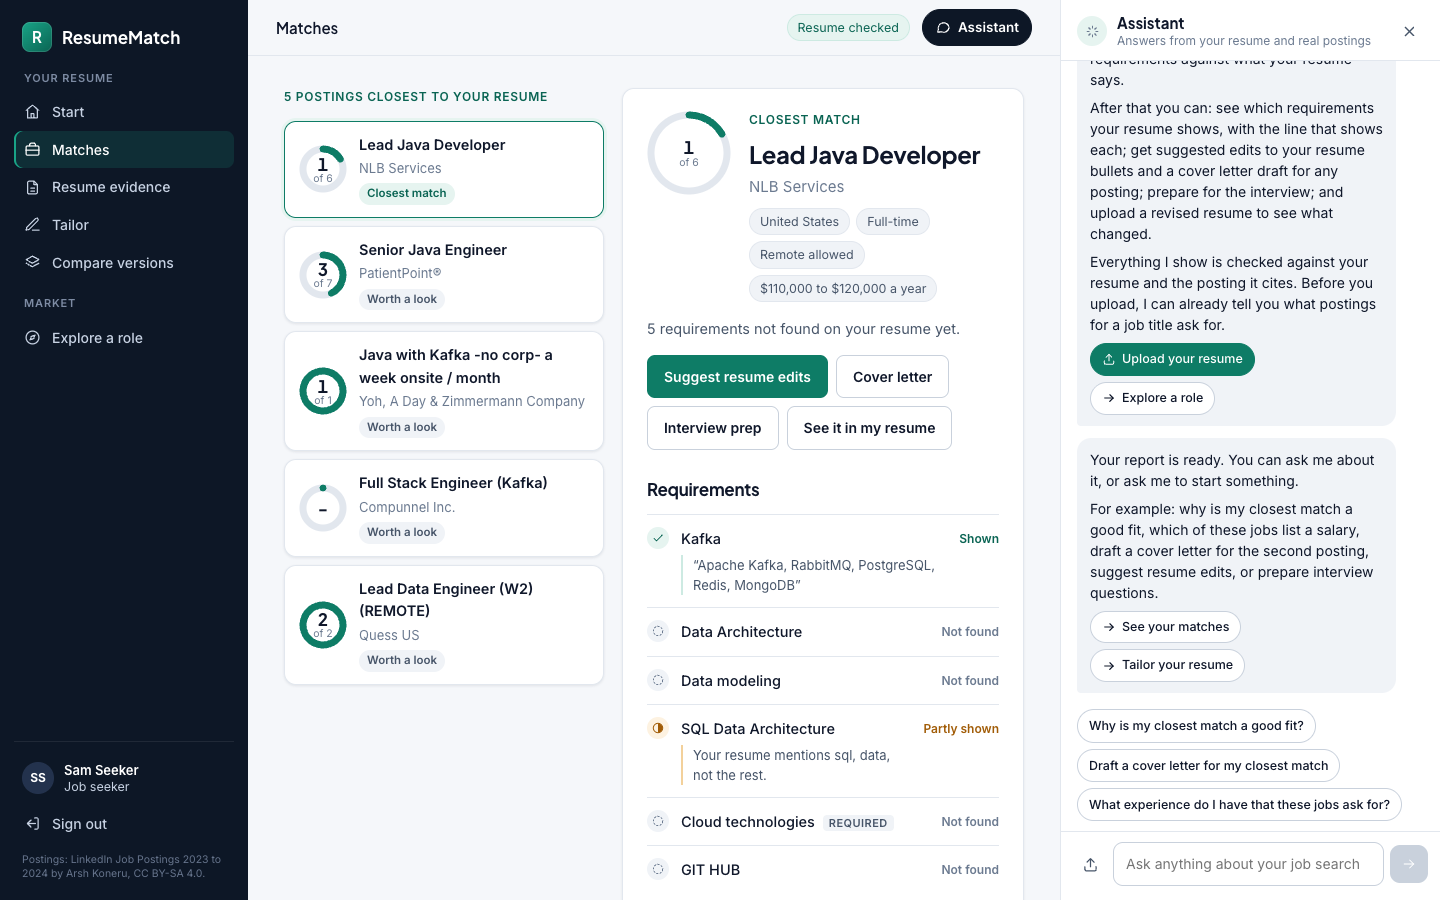 R ResumeMatch
YOUR RESUME
Start
Matches
Resume evidence
Tailor
Compare versions
MARKET
Explore a role
SS
Sam Seeker
Job seeker
Sign out
Postings: LinkedIn Job Postings 2023 to
2024 by Arsh Koneru, CC BY-SA 4.0.
Matches
Resume checked
Assistant
5 POSTINGS CLOSEST TO YOUR RESUME
1
of 6
Lead Java Developer
NLB Services
Closest match
3
of 7
Senior Java Engineer
PatientPoint®
Worth a look
1
of 1
Java with Kafka -no corp- a
week onsite / month
Yoh, A Day & Zimmermann Company
Worth a look
-
Full Stack Engineer (Kafka)
Compunnel Inc.
Worth a look
2
of 2
Lead Data Engineer (W2)
(REMOTE)
Quess US
Worth a look
1
of 6
CLOSEST MATCH
Lead Java Developer
NLB Services
United States
Full-time
Remote allowed
$110,000 to $120,000 a year
5 requirements not found on your resume yet.
Suggest resume edits
Cover letter
Interview prep
See it in my resume
Requirements
Kafka
Shown
“Apache Kafka, RabbitMQ, PostgreSQL,
Redis, MongoDB”
Data Architecture
Not found
Data modeling
Not found
SQL Data Architecture
Partly shown
Your resume mentions sql, data,
not the rest.
Cloud technologies
REQUIRED
Not found
GIT HUB
Not found
Assistant
Answers from your resume and real postings
requirements against what your resume
says.
After that you can: see which requirements
your resume shows, with the line that shows
each; get suggested edits to your resume
bullets and a cover letter draft for any
posting; prepare for the interview; and
upload a revised resume to see what
changed.
Everything I show is checked against your
resume and the posting it cites. Before you
upload, I can already tell you what postings
for a job title ask for.
Upload your resume
Explore a role
Your report is ready. You can ask me about
it, or ask me to start something.
For example: why is my closest match a
good fit, which of these jobs list a salary,
draft a cover letter for the second posting,
suggest resume edits, or prepare interview
questions.
See your matches
Tailor your resume
Why is my closest match a good fit?
Draft a cover letter for my closest match
What experience do I have that these jobs ask for?
Ask anything about your job search